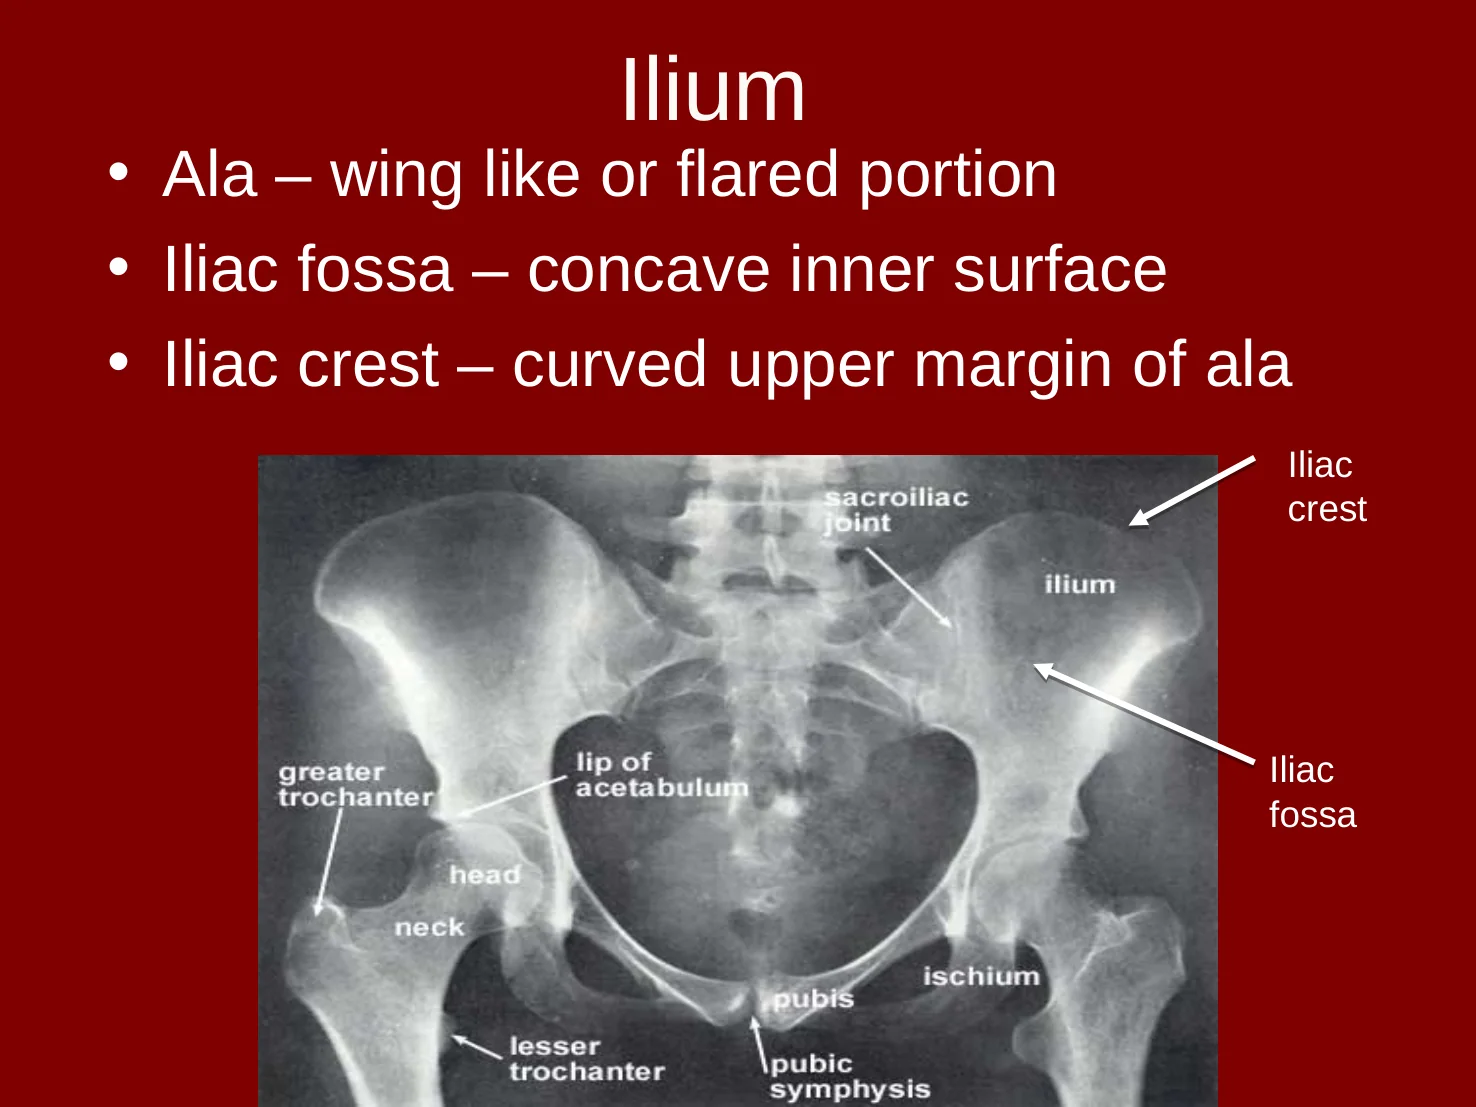 Ilium
• Ala – wing like or flared portion
• Iliac fossa – concave inner surface
• Iliac crest – curved upper margin of ala
Iliac
crest
sacroiliac
joint
ilium
Iliac
fossa
lip of
acetabulum
greater
trochanter
head
neck
ischium
pubis
lesser
trochanter
pubic
symphysis